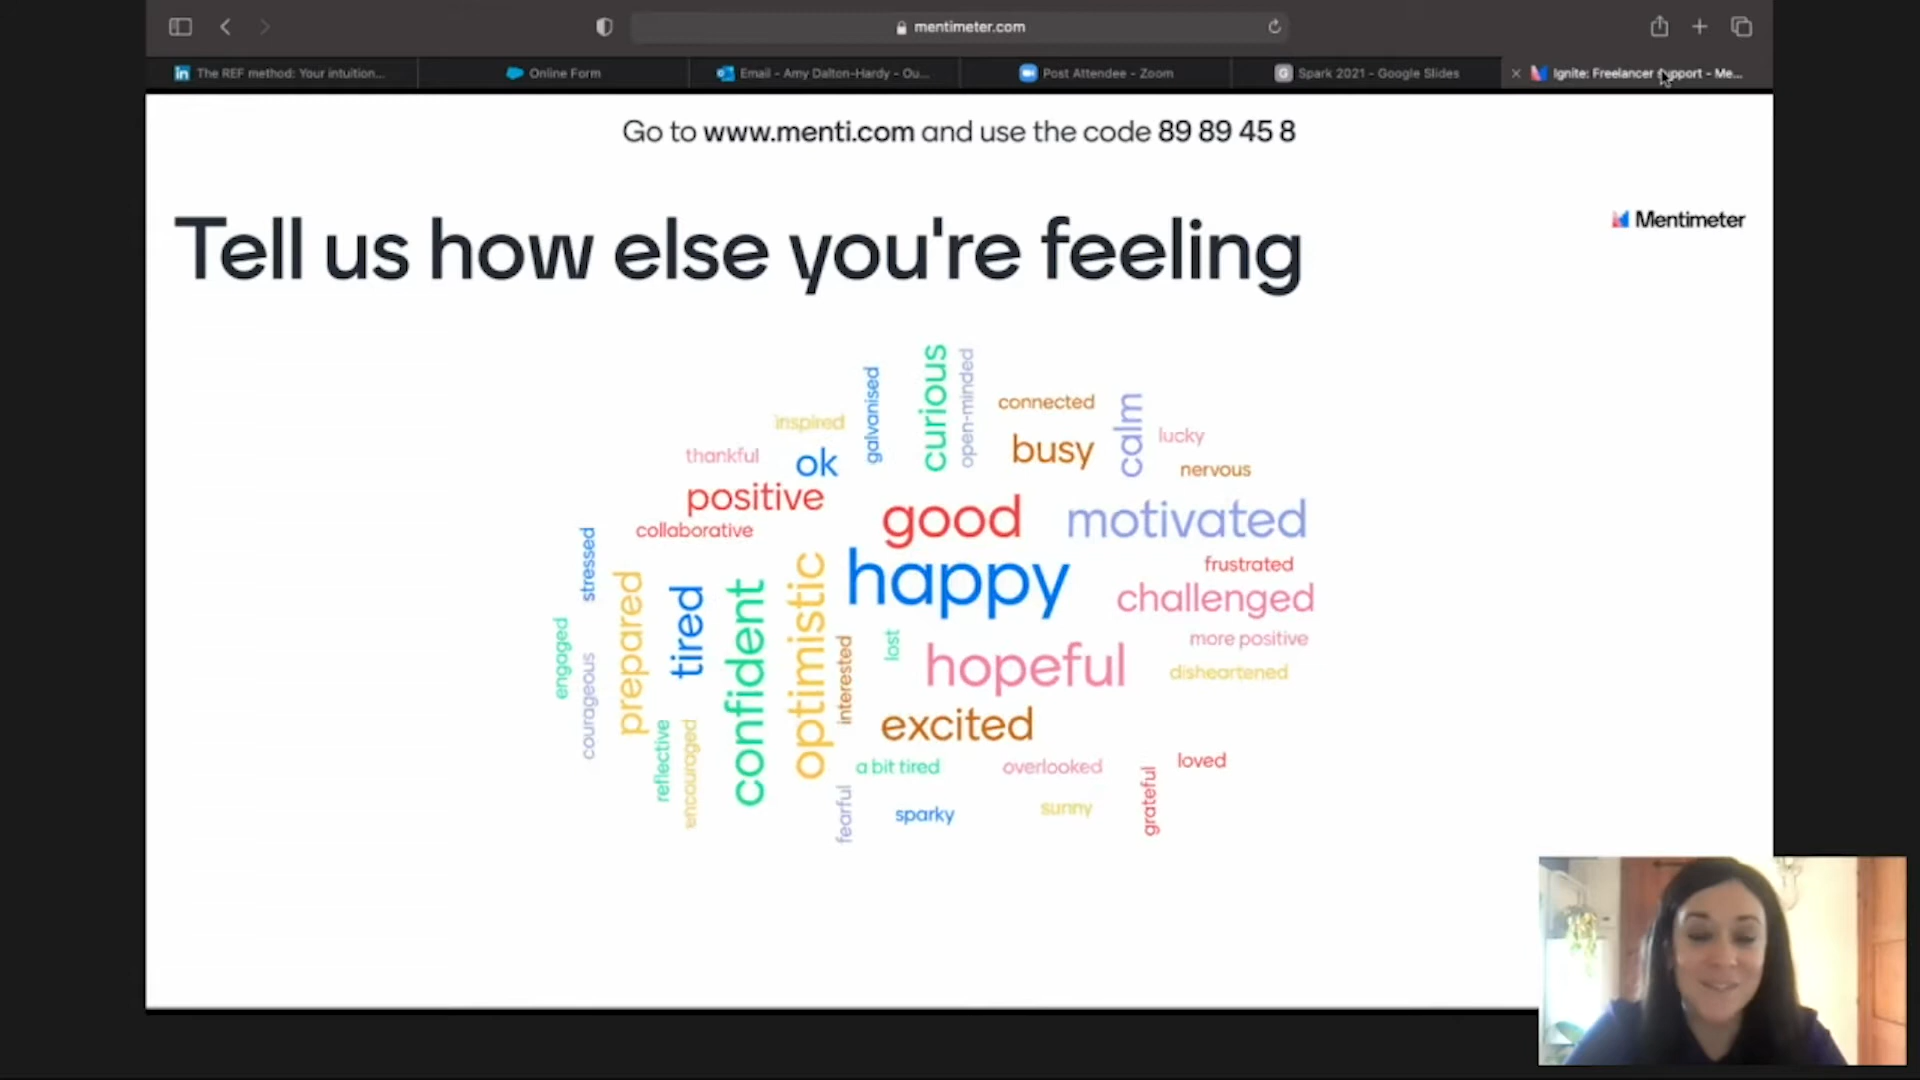 mentimeter.com
The REF method: Your intuition...
Online Form
Email - Amy Dalton-Hardy - Ou...
Post Attendee - Zoom
Spark 2021 - Google Slides
Ignite: Freelancer support - Me...
Go to www.menti.com and use the code 89 89 45 8
Mentimeter
Tell us how else you're feeling
curious
open-minded
galvanised
connected
calm
inspired
lucky
busy
thankful
ok
nervous
positive
good
motivated
collaborative
stressed
happy
frustrated
challenged
prepared
tired
confident
optimistic
engaged
courageous
interested
lost
hopeful
more positive
disheartened
reflective
encouraged
excited
a bit tired
overlooked
loved
grateful
fearful
sparky
sunny